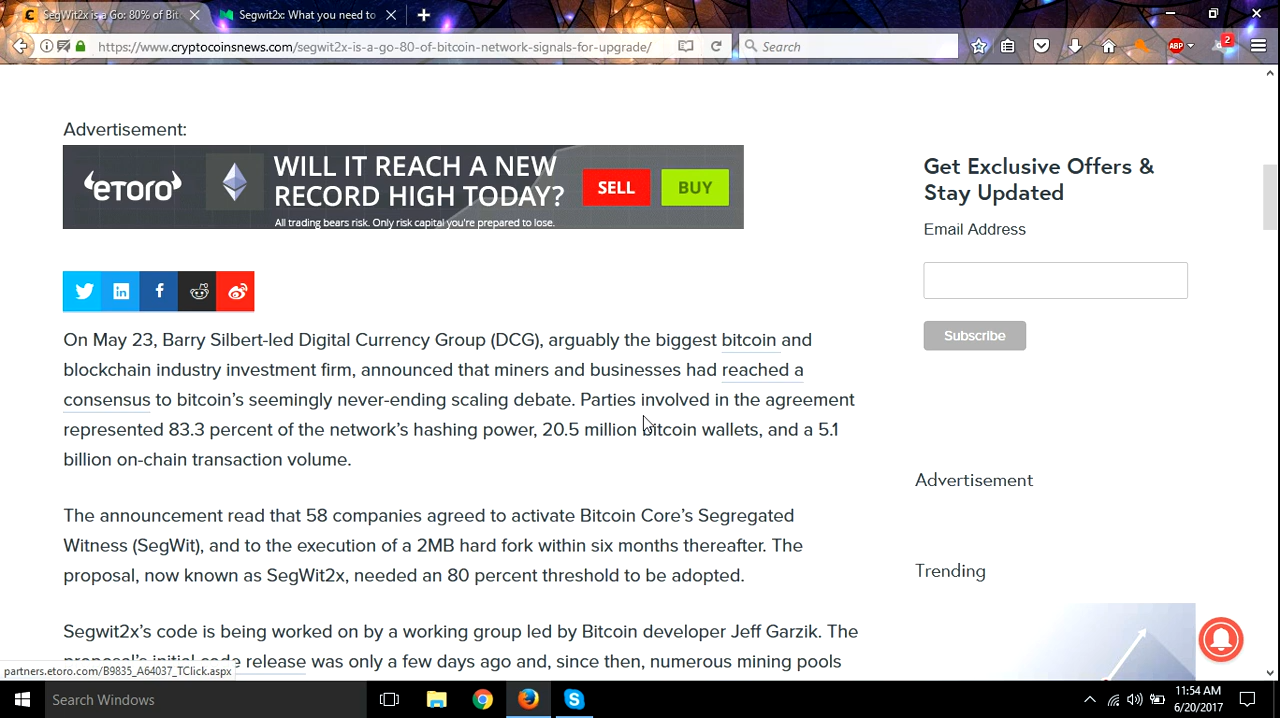 SegWit2x is a Go: 80% of Bit
Segwit2x: What you need to
https://www.cryptocoinsnews.com/segwit2x-is-a-go-80-of-bitcoin-network-signals-for-upgrade/
Search
ABP
2
Advertisement:
eToro
WILL IT REACH A NEW
RECORD HIGH TODAY?
All trading bears risk. Only risk capital you're prepared to lose.
SELL
BUY
Get Exclusive Offers &
Stay Updated
Email Address
Subscribe
On May 23, Barry Silbert-led Digital Currency Group (DCG), arguably the biggest bitcoin and
blockchain industry investment firm, announced that miners and businesses had reached a
consensus to bitcoin’s seemingly never-ending scaling debate. Parties involved in the agreement
represented 83.3 percent of the network’s hashing power, 20.5 million bitcoin wallets, and a 5.1
billion on-chain transaction volume.
Advertisement
The announcement read that 58 companies agreed to activate Bitcoin Core’s Segregated
Witness (SegWit), and to the execution of a 2MB hard fork within six months thereafter. The
proposal, now known as SegWit2x, needed an 80 percent threshold to be adopted.
Trending
Segwit2x’s code is being worked on by a working group led by Bitcoin developer Jeff Garzik. The
proposal’s initial code release was only a few days ago and, since then, numerous mining pools
partners.etoro.com/B9835_A64037_TClick.aspx
Search Windows
11:54 AM
6/20/2017